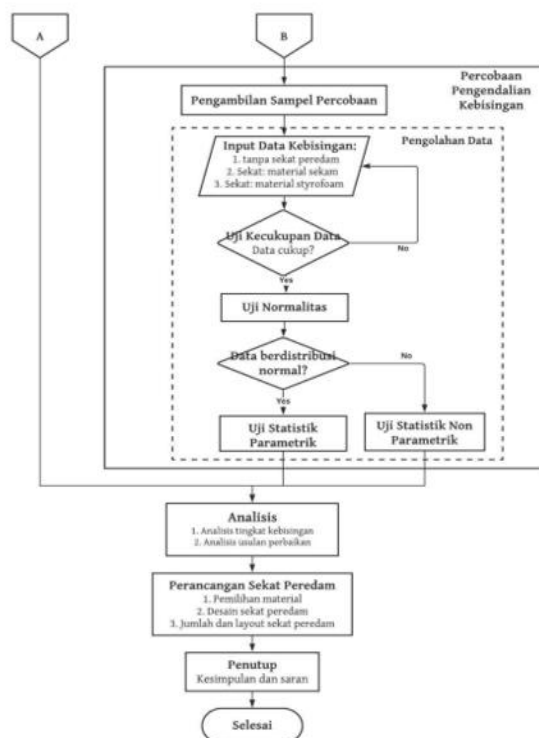 A
B
Percobaan
Pengendalian
Kebisingan
Pengambilan Sampel Percobaan
Pengolahan Data
Input Data Kebisingan:
1. tanpa sekat peredam
2. Sekat: material sekam
3. Sekat: material styrofoam
Uji Kecukupan Data
Data cukup?
No
Yes
Uji Normalitas
Data berdistribusi
normal?
No
Yes
Uji Statistik
Parametrik
Uji Statistik Non
Parametrik
Analisis
1. Analisis tingkat kebisingan
2. Analisis usulan perbaikan
Perancangan Sekat Peredam
1. Pemilihan material
2. Desain sekat peredam
3. Jumlah dan layout sekat peredam
Penutup
Kesimpulan dan saran
Selesai